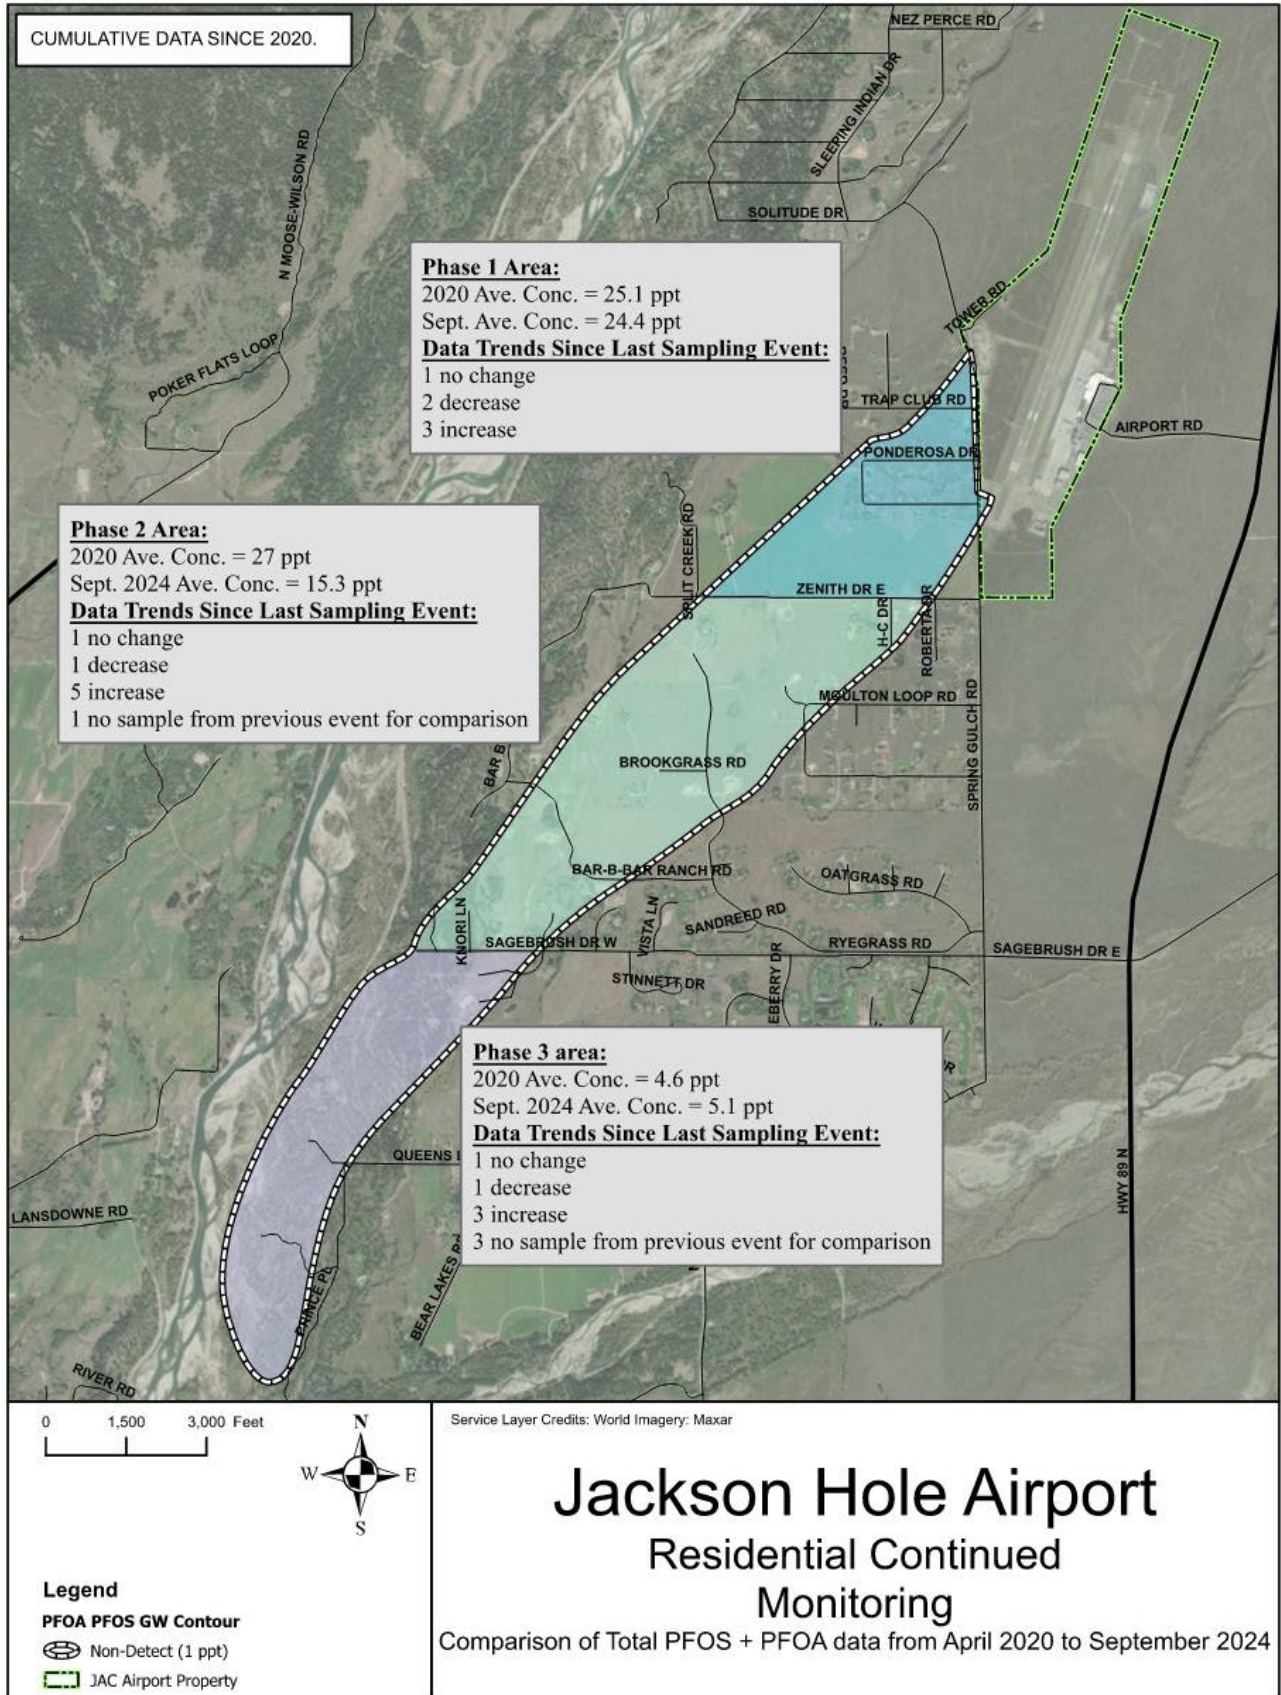 CUMULATIVE DATA SINCE 2020.
NEZ PERCE RD
SLEEPING INDIAN DR
N MOOSE-WILSON RD
SOLITUDE DR
Phase 1 Area:
2020 Ave. Conc. = 25.1 ppt
Sept. Ave. Conc. = 24.4 ppt
Data Trends Since Last Sampling Event:
1 no change
2 decrease
3 increase
TOWER RD
POKER FLATS LOOP
TRAP CLUB RD
AIRPORT RD
PONDEROSA DR
Phase 2 Area:
2020 Ave. Conc. = 27 ppt
Sept. 2024 Ave. Conc. = 15.3 ppt
Data Trends Since Last Sampling Event:
1 no change
1 decrease
5 increase
1 no sample from previous event for comparison
SPLIT CREEK RD
ZENITH DR E
H-C DR
ROBERTA DR
MOULTON LOOP RD
SPRING GULCH RD
BROOKGRASS RD
BAR B
BAR-B-BAR RANCH RD
OATGRASS RD
KNORI LN
VISTA LN
SANDREED RD
SAGEBRUSH DR W
RYEGRASS RD
SAGEBRUSH DR E
STINNETT DR
EBERRY DR
Phase 3 area:
2020 Ave. Conc. = 4.6 ppt
Sept. 2024 Ave. Conc. = 5.1 ppt
Data Trends Since Last Sampling Event:
1 no change
1 decrease
3 increase
3 no sample from previous event for comparison
QUEENS L
HWY 89 N
LANSDOWNE RD
PRINCE PL
BEAR LAKES R
RIVER RD
0 1,500 3,000 Feet
N
W E
S
Service Layer Credits: World Imagery: Maxar
Jackson Hole Airport
Residential Continued
Monitoring
Comparison of Total PFOS + PFOA data from April 2020 to September 2024
Legend
PFOA PFOS GW Contour
Non-Detect (1 ppt)
JAC Airport Property